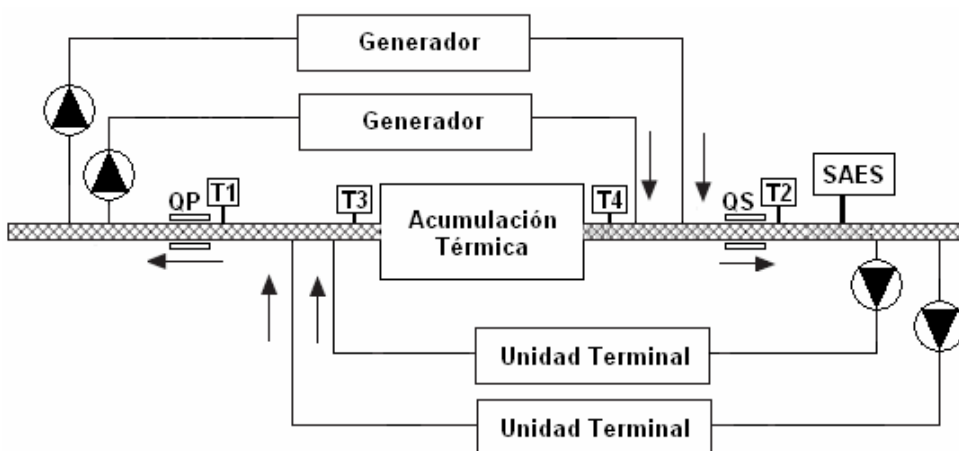 Generador
Generador
QP
T1
T3
Acumulación
Térmica
T4
QS
T2
SAES
Unidad Terminal
Unidad Terminal